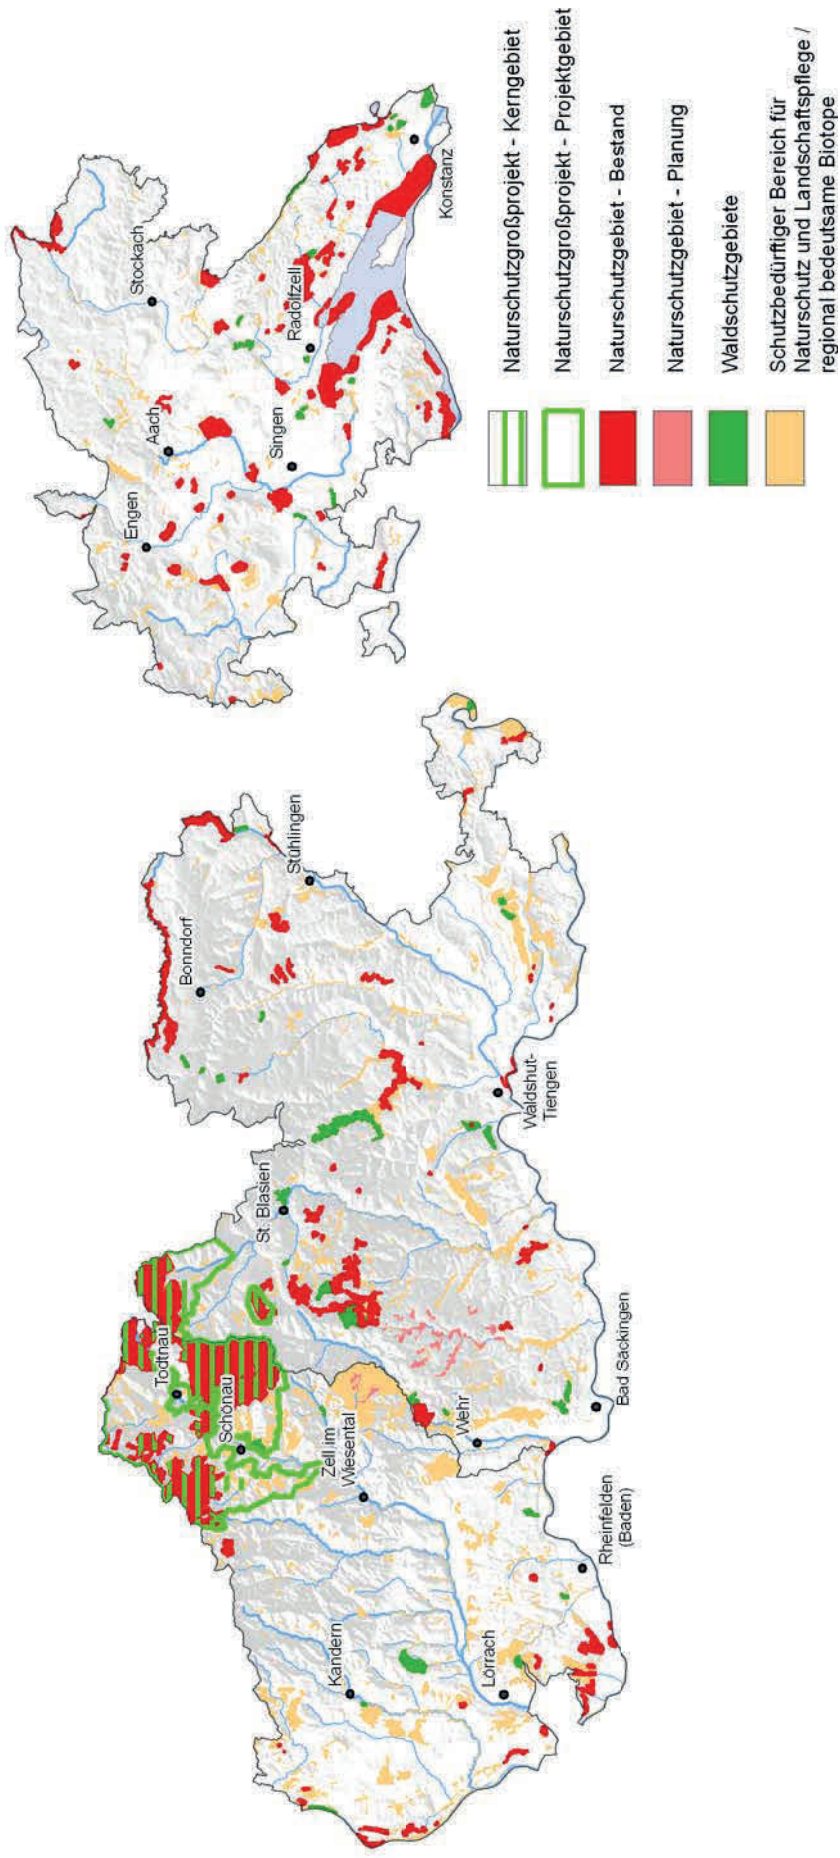 Todtnau
Schönau
Zell im
Wiesental
Kandern
Lörrach
Rheinfelden
(Baden)
Wehr
Bad Säckingen
St. Blasien
Bonndorf
Stühlingen
Waldshut-
Tiengen
Engen
Aach
Stockach
Singen
Radolfzell
Konstanz
Naturschutzgroßprojekt - Kerngebiet
Naturschutzgroßprojekt - Projektgebiet
Naturschutzgebiet - Bestand
Naturschutzgebiet - Planung
Waldschutzgebiete
Schutzbedürftiger Bereich für
Naturschutz und Landschaftspflege /
regional bedeutsame Biotope